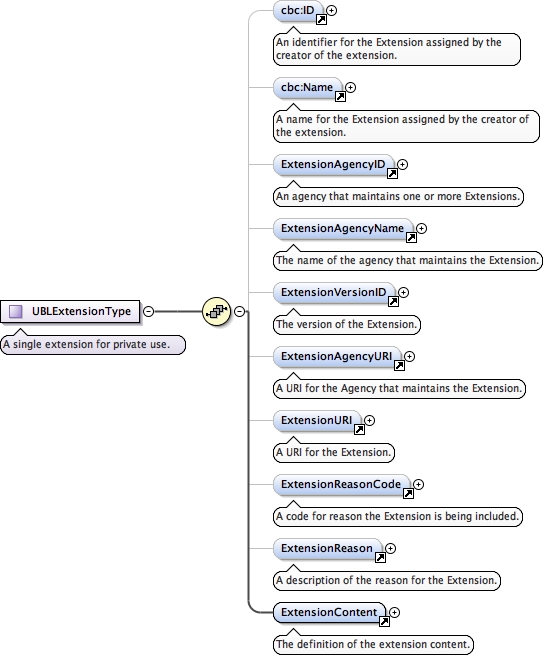 cbc:ID
An identifier for the Extension assigned by the
creator of the extension.
cbc:Name
A name for the Extension assigned by the creator of
the extension.
ExtensionAgencyID
An agency that maintains one or more Extensions.
ExtensionAgencyName
The name of the agency that maintains the Extension.
ExtensionVersionID
The version of the Extension.
UBLExtensionType
A single extension for private use.
ExtensionAgencyURI
A URI for the Agency that maintains the Extension.
ExtensionURI
A URI for the Extension.
ExtensionReasonCode
A code for reason the Extension is being included.
ExtensionReason
A description of the reason for the Extension.
ExtensionContent
The definition of the extension content.